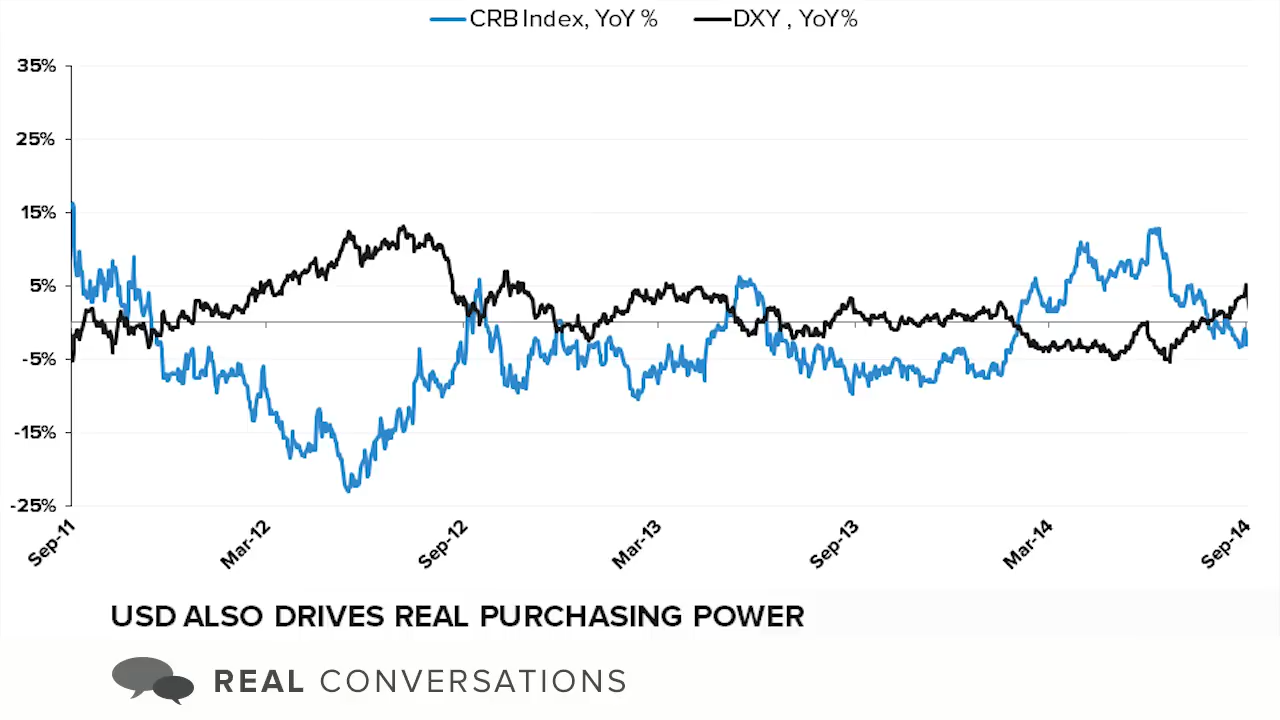 CRB Index, YoY % DXY , YoY%
35%
25%
15%
5%
-5%
-15%
-25%
Sep-11 Mar-12 Sep-12 Mar-13 Sep-13 Mar-14 Sep-14
USD ALSO DRIVES REAL PURCHASING POWER
REAL CONVERSATIONS